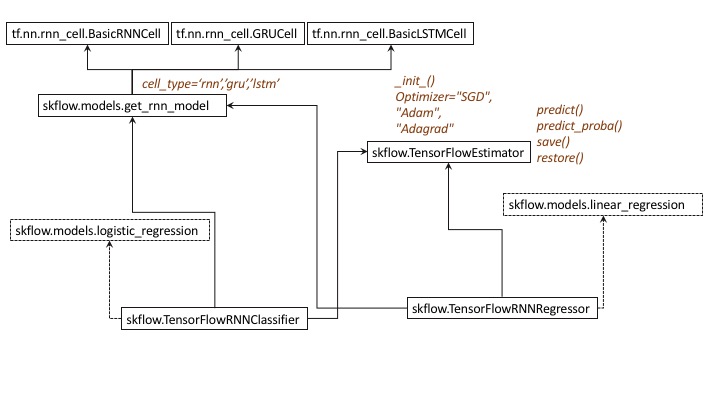 tf.nn.rnn_cell.BasicRNNCell
tf.nn.rnn_cell.GRUCell
tf.nn.rnn_cell.BasicLSTMCell
cell_type=‘rnn’,’gru’,’lstm’
skflow.models.get_rnn_model
_init_()
Optimizer="SGD",
"Adam",
"Adagrad"
predict()
predict_proba()
save()
restore()
skflow.TensorFlowEstimator
skflow.models.linear_regression
skflow.models.logistic_regression
skflow.TensorFlowRNNRegressor
skflow.TensorFlowRNNClassifier